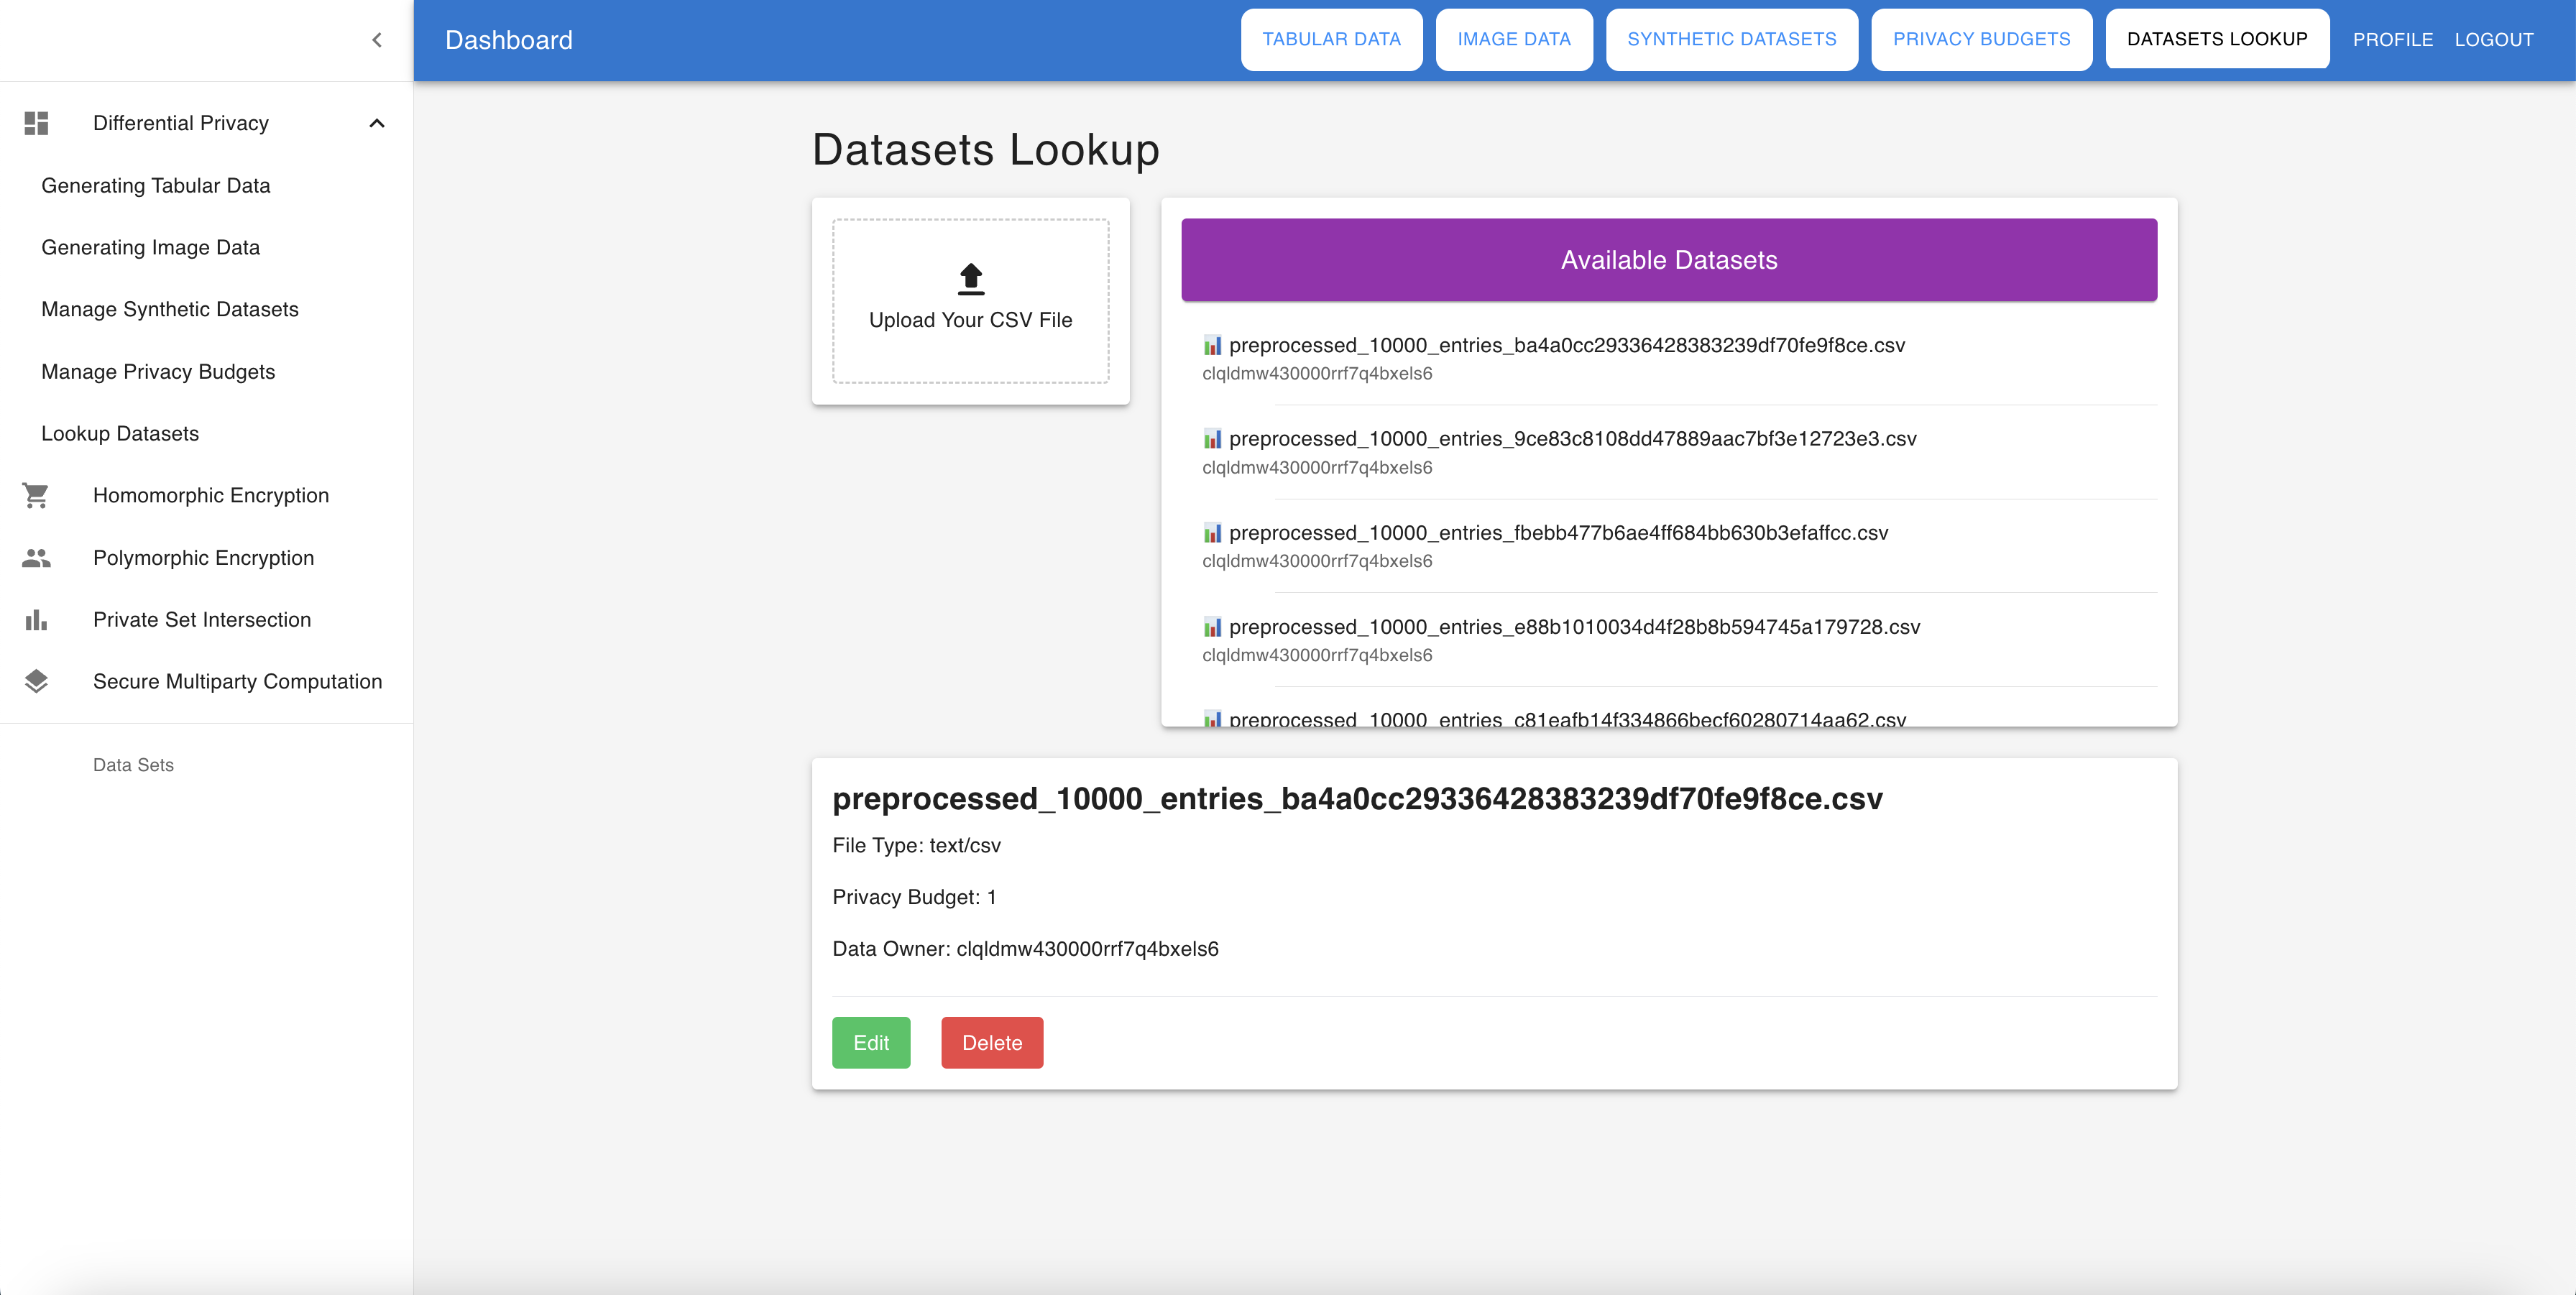 Dashboard
TABULAR DATA
IMAGE DATA
SYNTHETIC DATASETS
PRIVACY BUDGETS
DATASETS LOOKUP
PROFILE
LOGOUT
Differential Privacy
Generating Tabular Data
Generating Image Data
Manage Synthetic Datasets
Manage Privacy Budgets
Lookup Datasets
Homomorphic Encryption
Polymorphic Encryption
Private Set Intersection
Secure Multiparty Computation
Data Sets
Datasets Lookup
Upload Your CSV File
Available Datasets
preprocessed_10000_entries_ba4a0cc29336428383239df70fe9f8ce.csv
clqldmw430000rrf7q4bxels6
preprocessed_10000_entries_9ce83c8108dd47889aac7bf3e12723e3.csv
clqldmw430000rrf7q4bxels6
preprocessed_10000_entries_fbebb477b6ae4ff684bb630b3efaffcc.csv
clqldmw430000rrf7q4bxels6
preprocessed_10000_entries_e88b1010034d4f28b8b594745a179728.csv
clqldmw430000rrf7q4bxels6
preprocessed_10000_entries_c81eafb14f334866becf60280714aa62.csv
preprocessed_10000_entries_ba4a0cc29336428383239df70fe9f8ce.csv
File Type: text/csv
Privacy Budget: 1
Data Owner: clqldmw430000rrf7q4bxels6
Edit
Delete